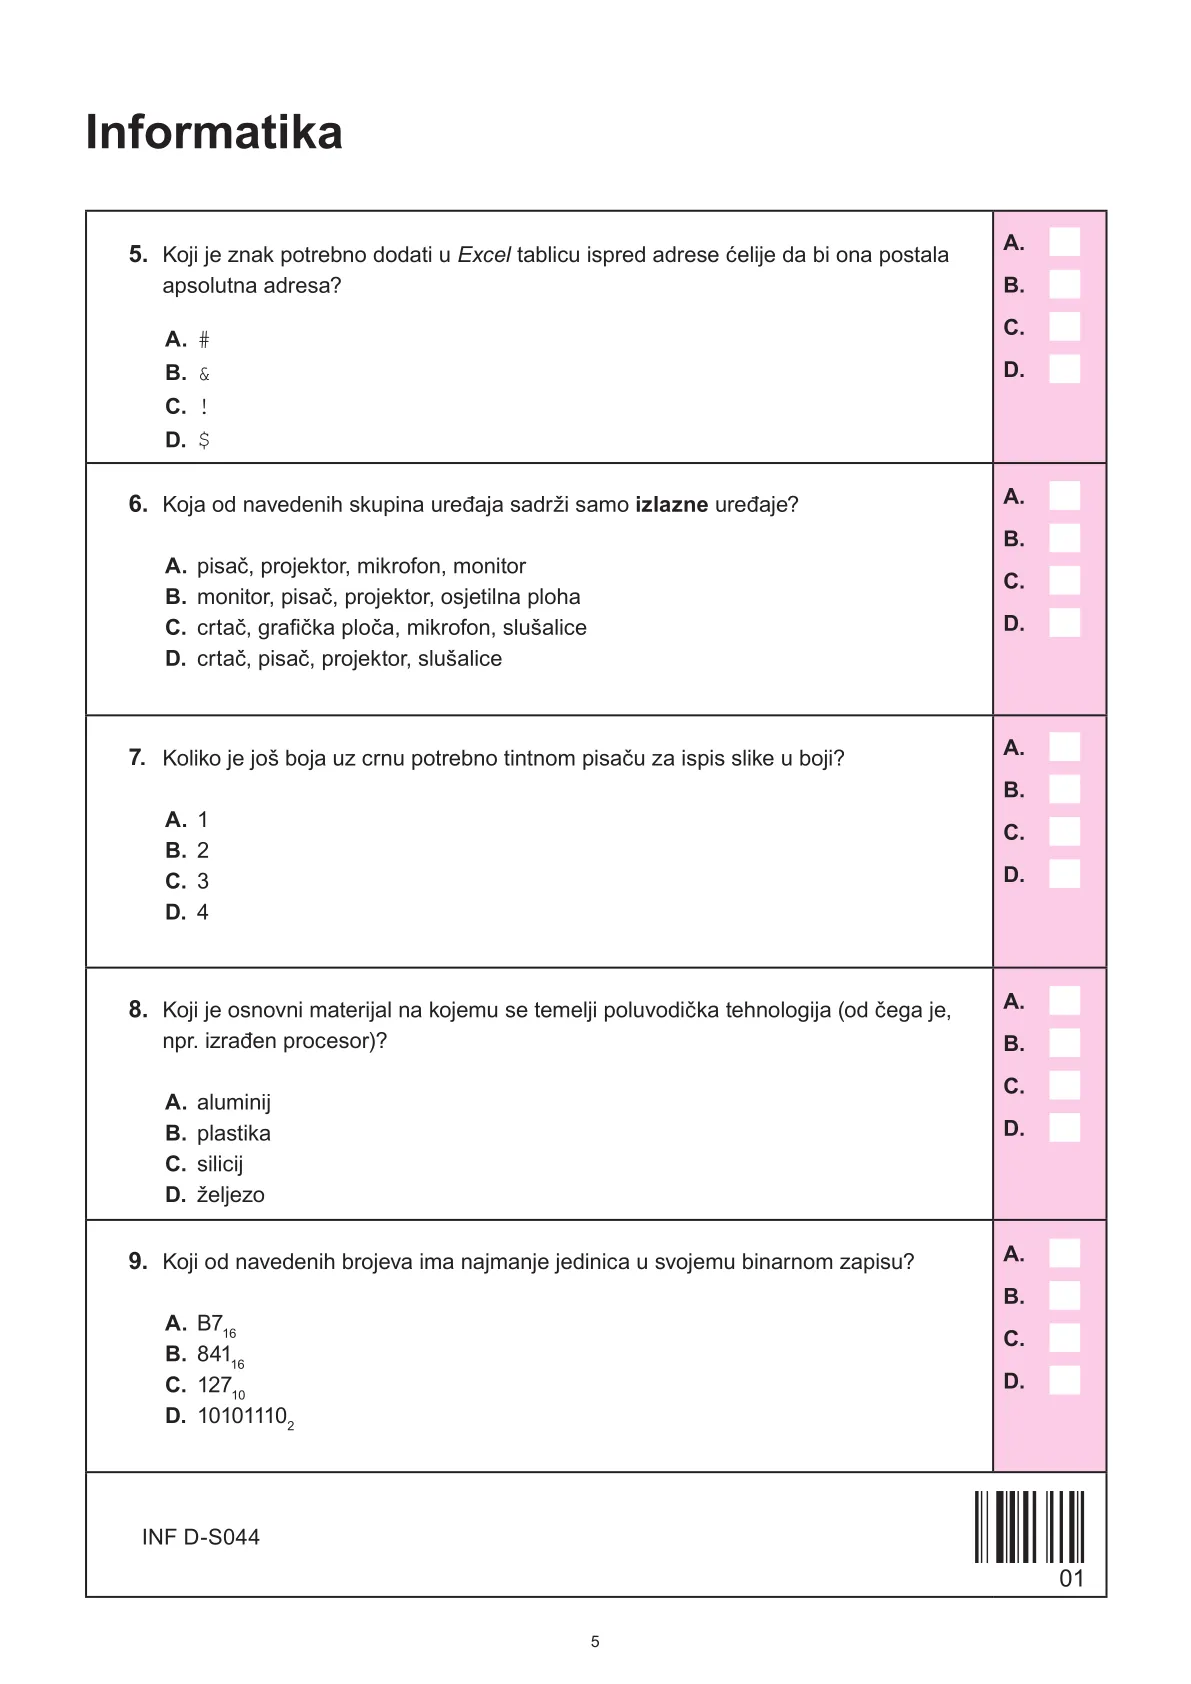 Informatika
5. Koji je znak potrebno dodati u Excel tablicu ispred adrese ćelije da bi ona postala
apsolutna adresa?
A. #
B. &
C. !
D. $
A.
B.
C.
D.
6. Koja od navedenih skupina uređaja sadrži samo izlazne uređaje?
A. pisač, projektor, mikrofon, monitor
B. monitor, pisač, projektor, osjetilna ploha
C. crtač, grafička ploča, mikrofon, slušalice
D. crtač, pisač, projektor, slušalice
A.
B.
C.
D.
7. Koliko je još boja uz crnu potrebno tintnom pisaču za ispis slike u boji?
A. 1
B. 2
C. 3
D. 4
A.
B.
C.
D.
8. Koji je osnovni materijal na kojemu se temelji poluvodička tehnologija (od čega je,
npr. izrađen procesor)?
A. aluminij
B. plastika
C. silicij
D. željezo
A.
B.
C.
D.
9. Koji od navedenih brojeva ima najmanje jedinica u svojemu binarnom zapisu?
A. B7₁₆
B. 841₁₆
C. 127₁₀
D. 10101110₂
A.
B.
C.
D.
INF D-S044
01
5